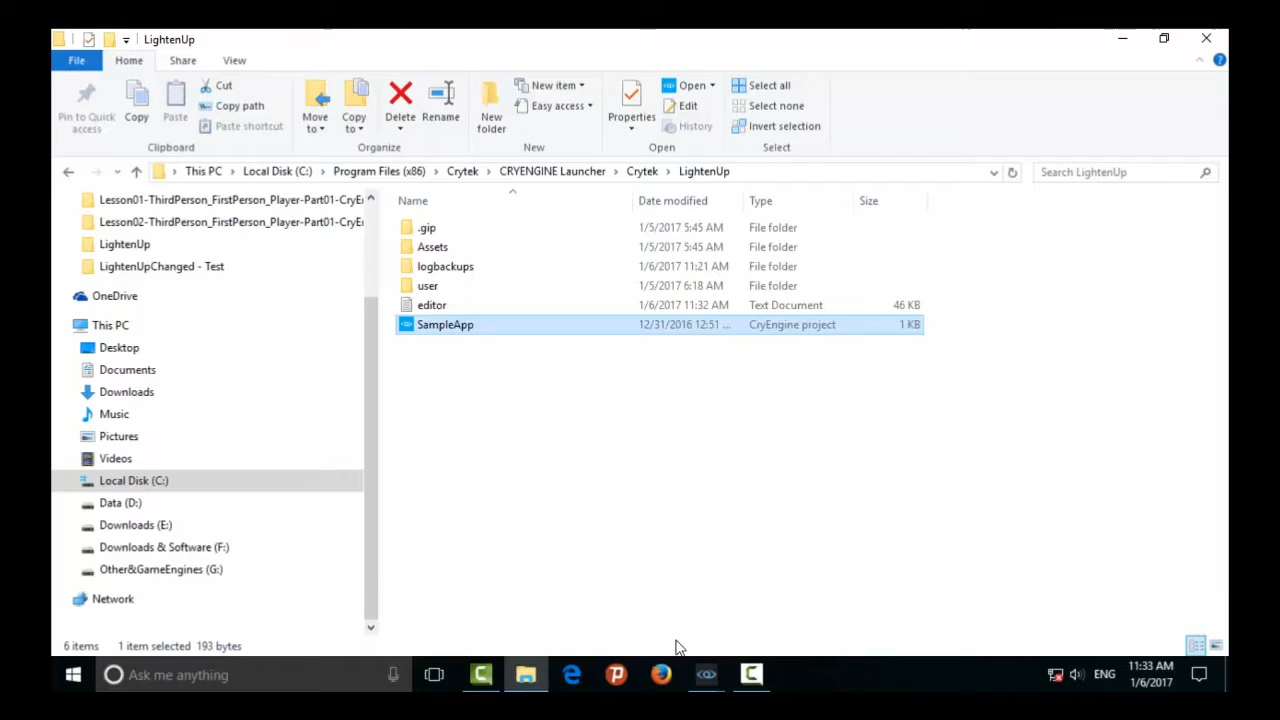 LightenUp
File Home Share View
Pin to Quick access
Copy
Paste
Cut
Copy path
Paste shortcut
Clipboard
Move to
Copy to
Delete
Rename
Organize
New folder
New item
Easy access
New
Properties
Open
Edit
History
Open
Select all
Select none
Invert selection
Select
This PC Local Disk (C:) Program Files (x86) Crytek CRYENGINE Launcher Crytek LightenUp
Search LightenUp
Lesson01-ThirdPerson_FirstPerson_Player-Part01-CryE
Lesson02-ThirdPerson_FirstPerson_Player-Part01-CryE
LightenUp
LightenUpChanged - Test
OneDrive
This PC
Desktop
Documents
Downloads
Music
Pictures
Videos
Local Disk (C:)
Data (D:)
Downloads (E:)
Downloads & Software (F:)
Other&GameEngines (G:)
Network
Name Date modified Type Size
.gip 1/5/2017 5:45 AM File folder
Assets 1/5/2017 5:45 AM File folder
logbackups 1/6/2017 11:21 AM File folder
user 1/5/2017 6:18 AM File folder
editor 1/6/2017 11:32 AM Text Document 46 KB
SampleApp 12/31/2016 12:51 ... CryEngine project 1 KB
6 items 1 item selected 193 bytes
Ask me anything
ENG
11:33 AM
1/6/2017